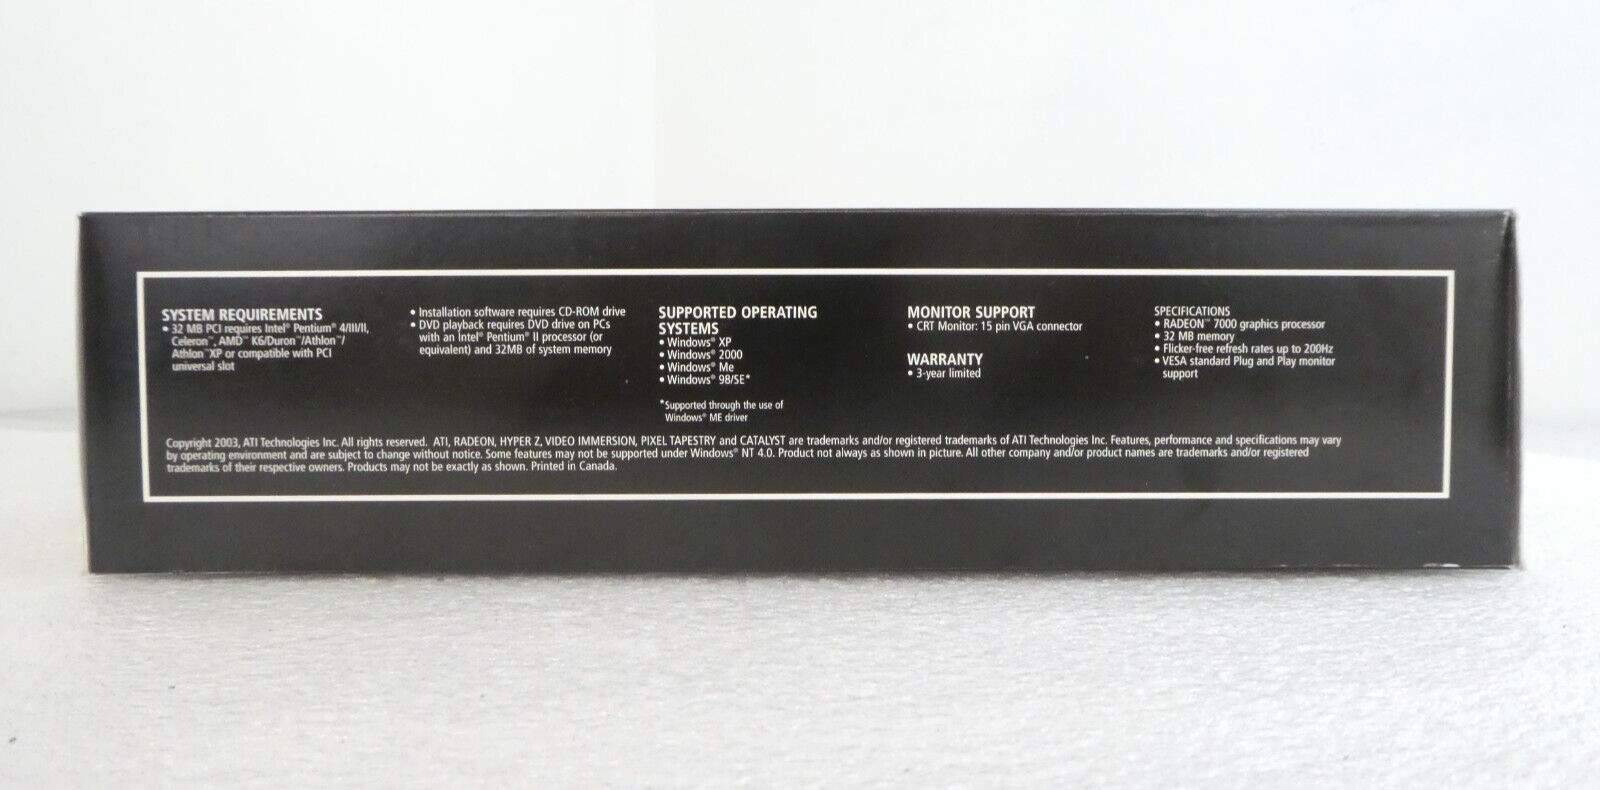 SYSTEM REQUIREMENTS
• 32 MB PCI requires Intel® Pentium® 4/III/II,
Celeron™, AMD™ K6/Duron™/Athlon™/
Athlon™XP or compatible with PCI
universal slot
• Installation software requires CD-ROM drive
• DVD playback requires DVD drive on PCs
with an Intel® Pentium® II processor (or
equivalent) and 32MB of system memory
SUPPORTED OPERATING
SYSTEMS
• Windows® XP
• Windows® 2000
• Windows® Me
• Windows® 98/SE*
*Supported through the use of
Windows® ME driver
MONITOR SUPPORT
• CRT Monitor: 15 pin VGA connector
WARRANTY
• 3-year limited
SPECIFICATIONS
• RADEON™ 7000 graphics processor
• 32 MB memory
• Flicker-free refresh rates up to 200Hz
• VESA standard Plug and Play monitor
support
Copyright 2003, ATI Technologies Inc. All rights reserved. ATI, RADEON, HYPER Z, VIDEO IMMERSION, PIXEL TAPESTRY and CATALYST are trademarks and/or registered trademarks of ATI Technologies Inc. Features, performance and specifications may vary
by operating environment and are subject to change without notice. Some features may not be supported under Windows® NT 4.0. Product not always as shown in picture. All other company and/or product names are trademarks and/or registered
trademarks of their respective owners. Products may not be exactly as shown. Printed in Canada.